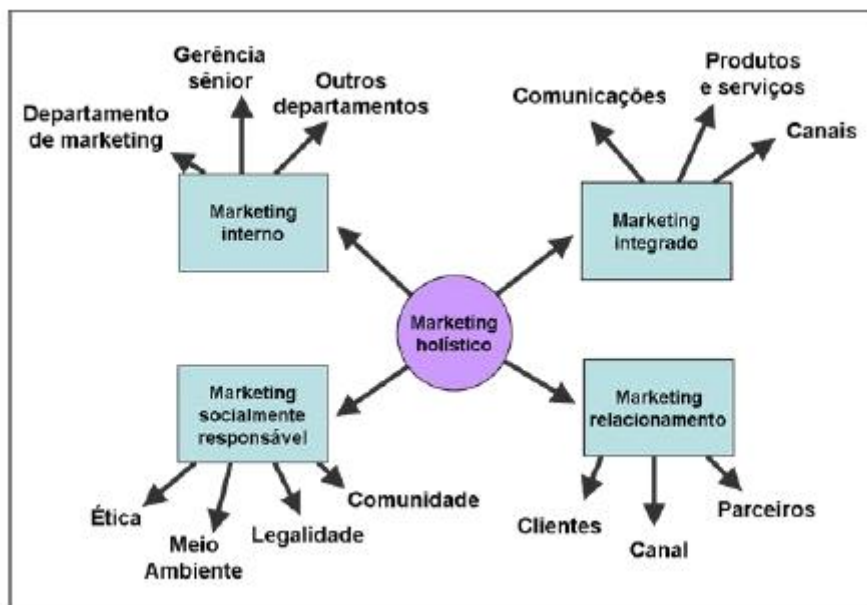 Gerência
sênior
Outros
departamentos
Departamento
de marketing
Marketing
interno
Produtos
e serviços
Comunicações
Canais
Marketing
integrado
Marketing
holístico
Marketing
socialmente
responsável
Ética
Meio
Ambiente
Legalidade
Comunidade
Marketing
relacionamento
Clientes
Canal
Parceiros